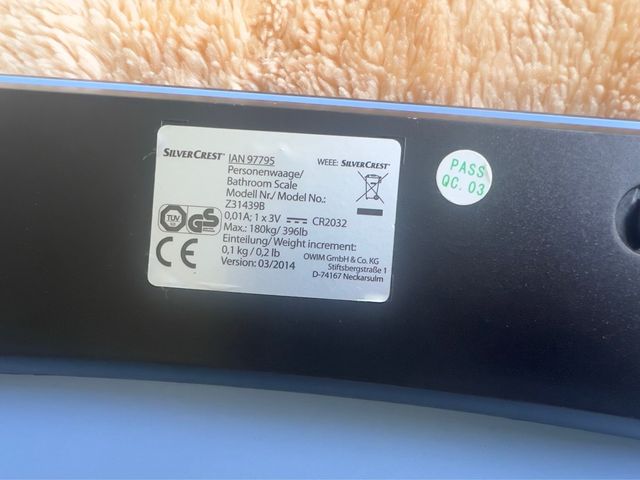 SILVERCREST IAN 97795 WEEE: SILVERCREST
Personenwaage/
Bathroom Scale
Modell Nr./ Model No.:
Z31439B
0,01A; 1 x 3V CR2032
Max.: 180kg/ 396lb
Einteilung/ Weight increment:
0,1 kg / 0,2 lb
Version: 03/2014
OWIM GmbH & Co. KG
Stiftsbergstraße 1
D-74167 Neckarsulm
TÜV GS
CE
PASS
QC. 03